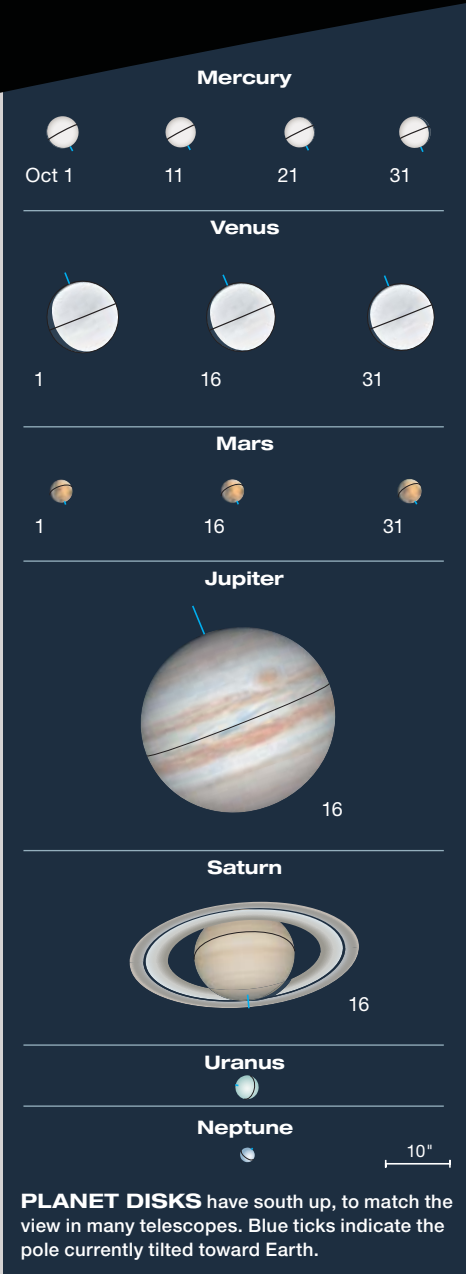 Mercury
Oct 1 11 21 31
Venus
1 16 31
Mars
1 16 31
Jupiter
16
Saturn
16
Uranus
Neptune
10"
PLANET DISKS have south up, to match the
view in many telescopes. Blue ticks indicate the
pole currently tilted toward Earth.